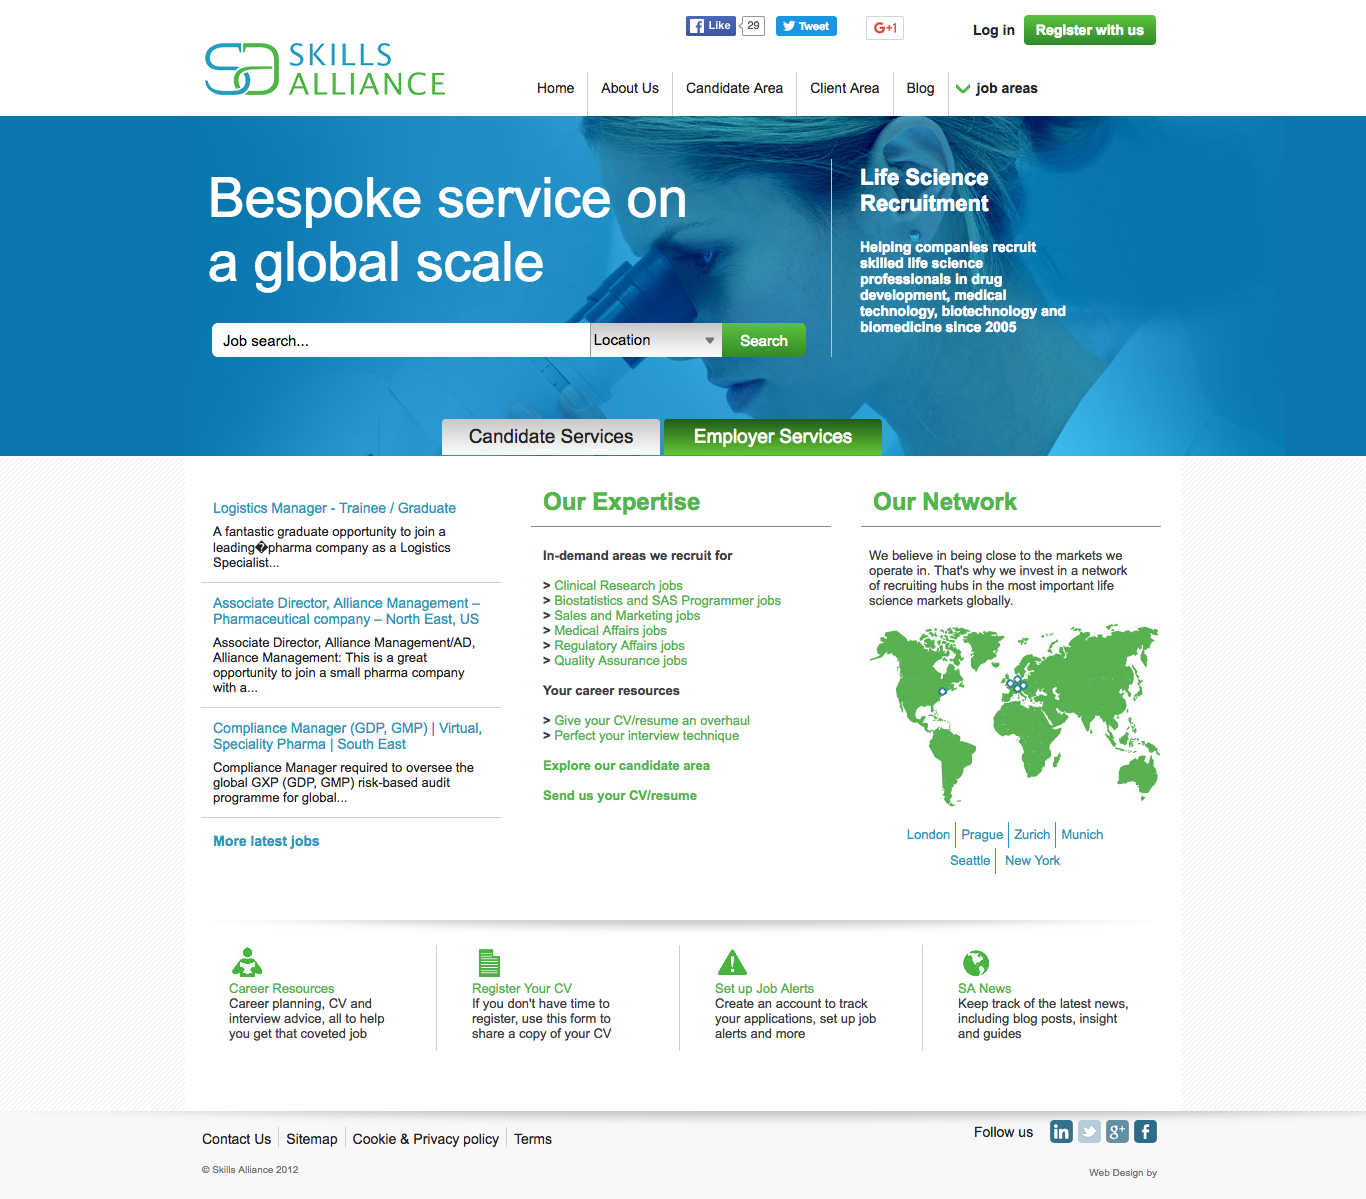 Like
29
Tweet
G+1
Log in
Register with us
SKILLS
ALLIANCE
Home
About Us
Candidate Area
Client Area
Blog
job areas
Bespoke service on
a global scale
Job search...
Location
Search
Life Science
Recruitment
Helping companies recruit
skilled life science
professionals in drug
development, medical
technology, biotechnology and
biomedicine since 2005
Candidate Services
Employer Services
Logistics Manager - Trainee / Graduate
A fantastic graduate opportunity to join a
leading�pharma company as a Logistics
Specialist...
Associate Director, Alliance Management –
Pharmaceutical company – North East, US
Associate Director, Alliance Management/AD,
Alliance Management: This is a great
opportunity to join a small pharma company
with a...
Compliance Manager (GDP, GMP) | Virtual,
Speciality Pharma | South East
Compliance Manager required to oversee the
global GXP (GDP, GMP) risk-based audit
programme for global...
More latest jobs
Our Expertise
In-demand areas we recruit for
> Clinical Research jobs
> Biostatistics and SAS Programmer jobs
> Sales and Marketing jobs
> Medical Affairs jobs
> Regulatory Affairs jobs
> Quality Assurance jobs
Your career resources
> Give your CV/resume an overhaul
> Perfect your interview technique
Explore our candidate area
Send us your CV/resume
Our Network
We believe in being close to the markets we
operate in. That's why we invest in a network
of recruiting hubs in the most important life
science markets globally.
London
Prague
Zurich
Munich
Seattle
New York
Career Resources
Career planning, CV and
interview advice, all to help
you get that coveted job
Register Your CV
If you don't have time to
register, use this form to
share a copy of your CV
Set up Job Alerts
Create an account to track
your applications, set up job
alerts and more
SA News
Keep track of the latest news,
including blog posts, insight
and guides
Contact Us
Sitemap
Cookie & Privacy policy
Terms
Follow us
© Skills Alliance 2012
Web Design by